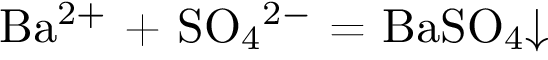 Ba²⁺ + SO₄²⁻ = BaSO₄↓